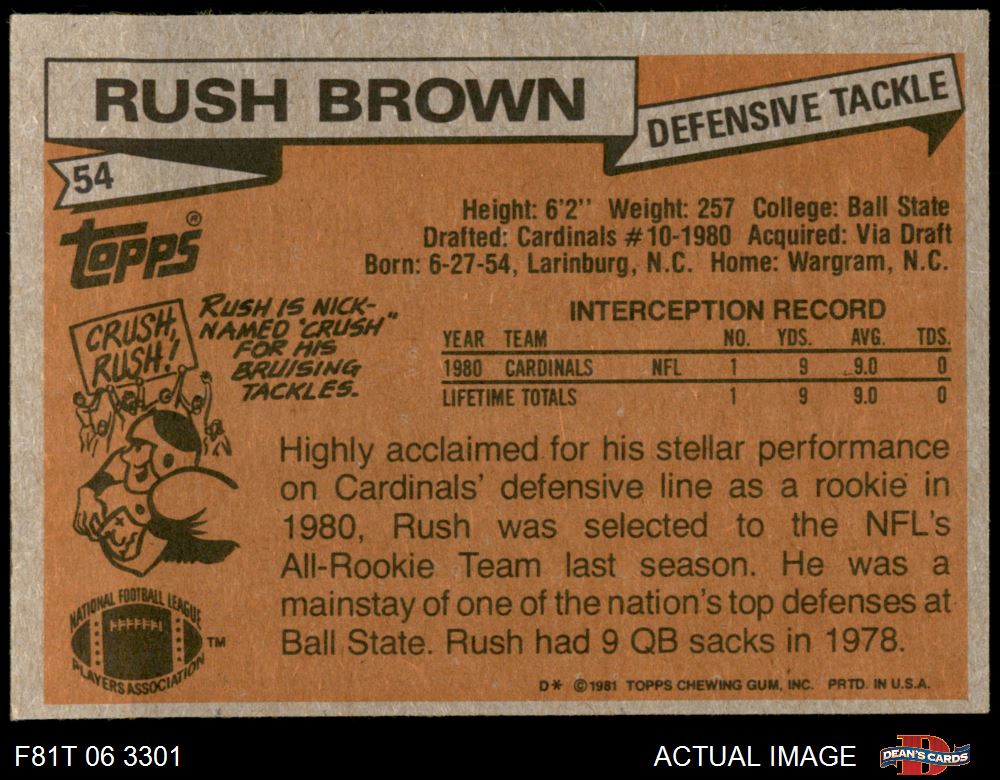 RUSH BROWN
DEFENSIVE TACKLE
54
TOPPS®
Height: 6'2'' Weight: 257 College: Ball State
Drafted: Cardinals #10-1980 Acquired: Via Draft
Born: 6-27-54, Larinburg, N.C. Home: Wargram, N.C.
CRUSH,
RUSH!
RUSH IS NICK-
NAMED "CRUSH"
FOR HIS
BRUISING
TACKLES.
INTERCEPTION RECORD
YEAR TEAM NO. YDS. AVG. TDS.
1980 CARDINALS NFL 1 9 9.0 0
LIFETIME TOTALS 1 9 9.0 0
Highly acclaimed for his stellar performance
on Cardinals' defensive line as a rookie in
1980, Rush was selected to the NFL's
All-Rookie Team last season. He was a
mainstay of one of the nation's top defenses at
Ball State. Rush had 9 QB sacks in 1978.
NATIONAL FOOTBALL LEAGUE
PLAYERS ASSOCIATION
TM
D* ©1981 TOPPS CHEWING GUM, INC. PRTD. IN U.S.A.
F81T 06 3301
ACTUAL IMAGE
D
DEAN'S CARDS